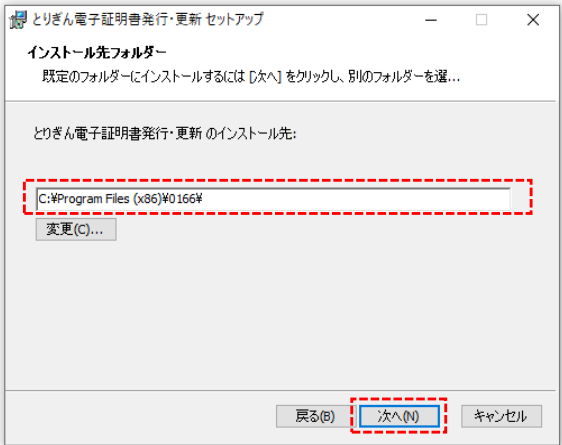 とりぎん電子証明書発行・更新 セットアップ
インストール先フォルダー
既定のフォルダーにインストールするには [次へ] をクリックし、別のフォルダーを選...
とりぎん電子証明書発行・更新 のインストール先:
C:¥Program Files (x86)¥0166¥
変更(C)...
戻る(B) 次へ(N) キャンセル